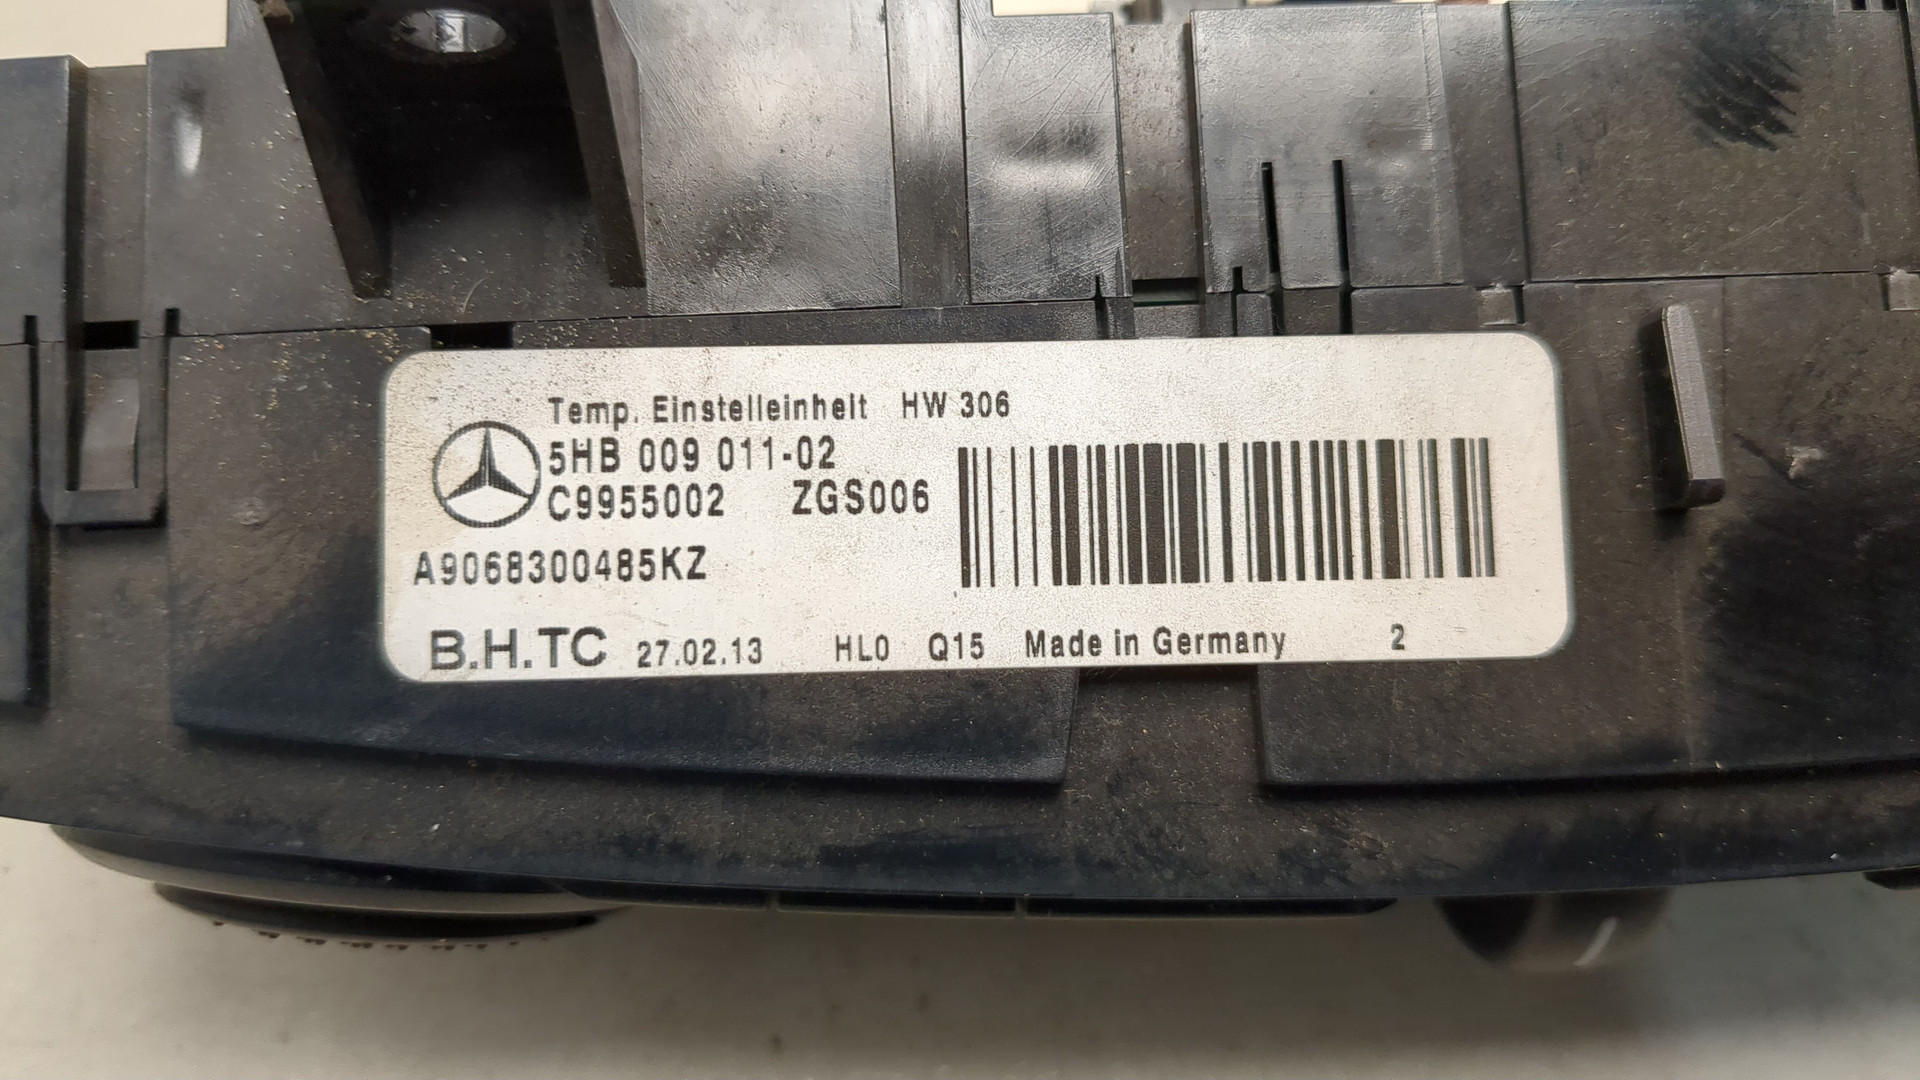 Temp. Einstelleinheit HW 306
5HB 009 011-02
C9955002 ZGS006
A9068300485KZ
B.H.TC 27.02.13 HL0 Q15 Made in Germany 2